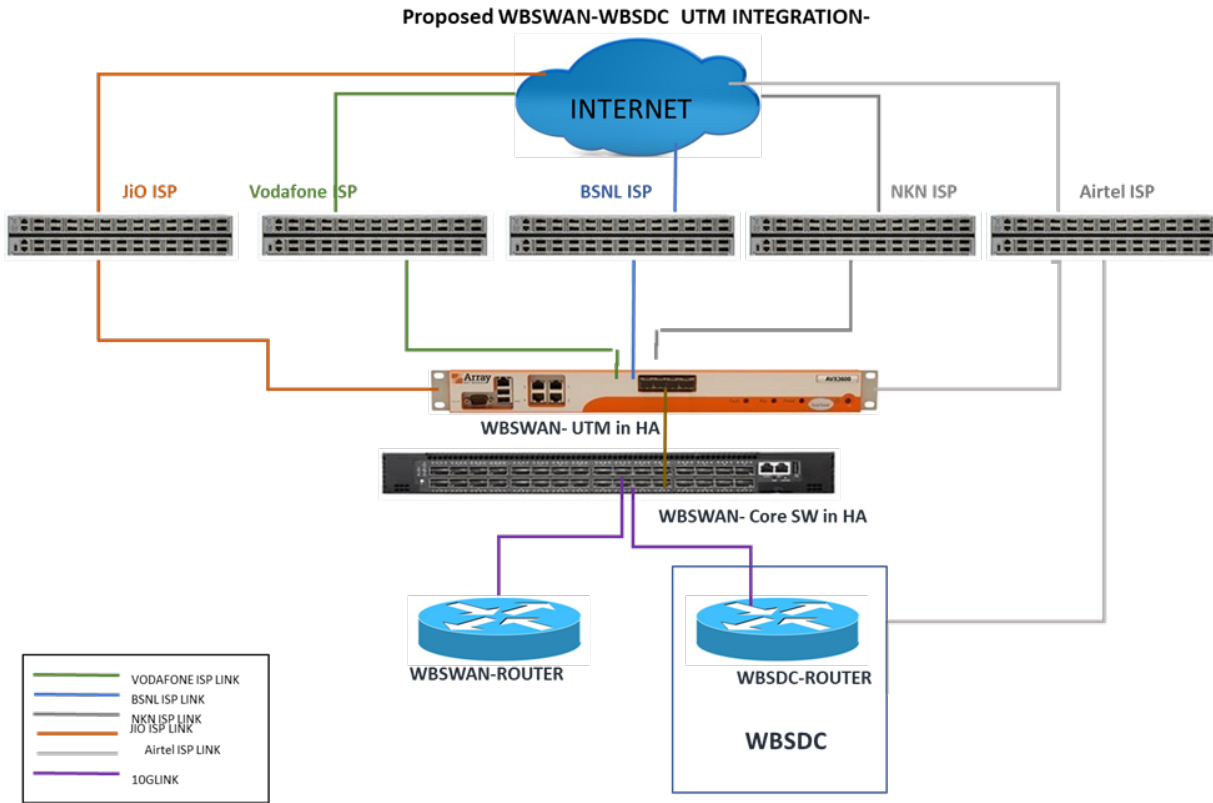 Proposed WBSWAN-WBSDC UTM INTEGRATION-
INTERNET
JiO ISP
Vodafone ISP
BSNL ISP
NKN ISP
Airtel ISP
Array
AVX3600
WBSWAN- UTM in HA
WBSWAN- Core SW in HA
WBSWAN-ROUTER
WBSDC-ROUTER
WBSDC
VODAFONE ISP LINK
BSNL ISP LINK
NKN ISP LINK
JIO ISP LINK
Airtel ISP LINK
10GLINK